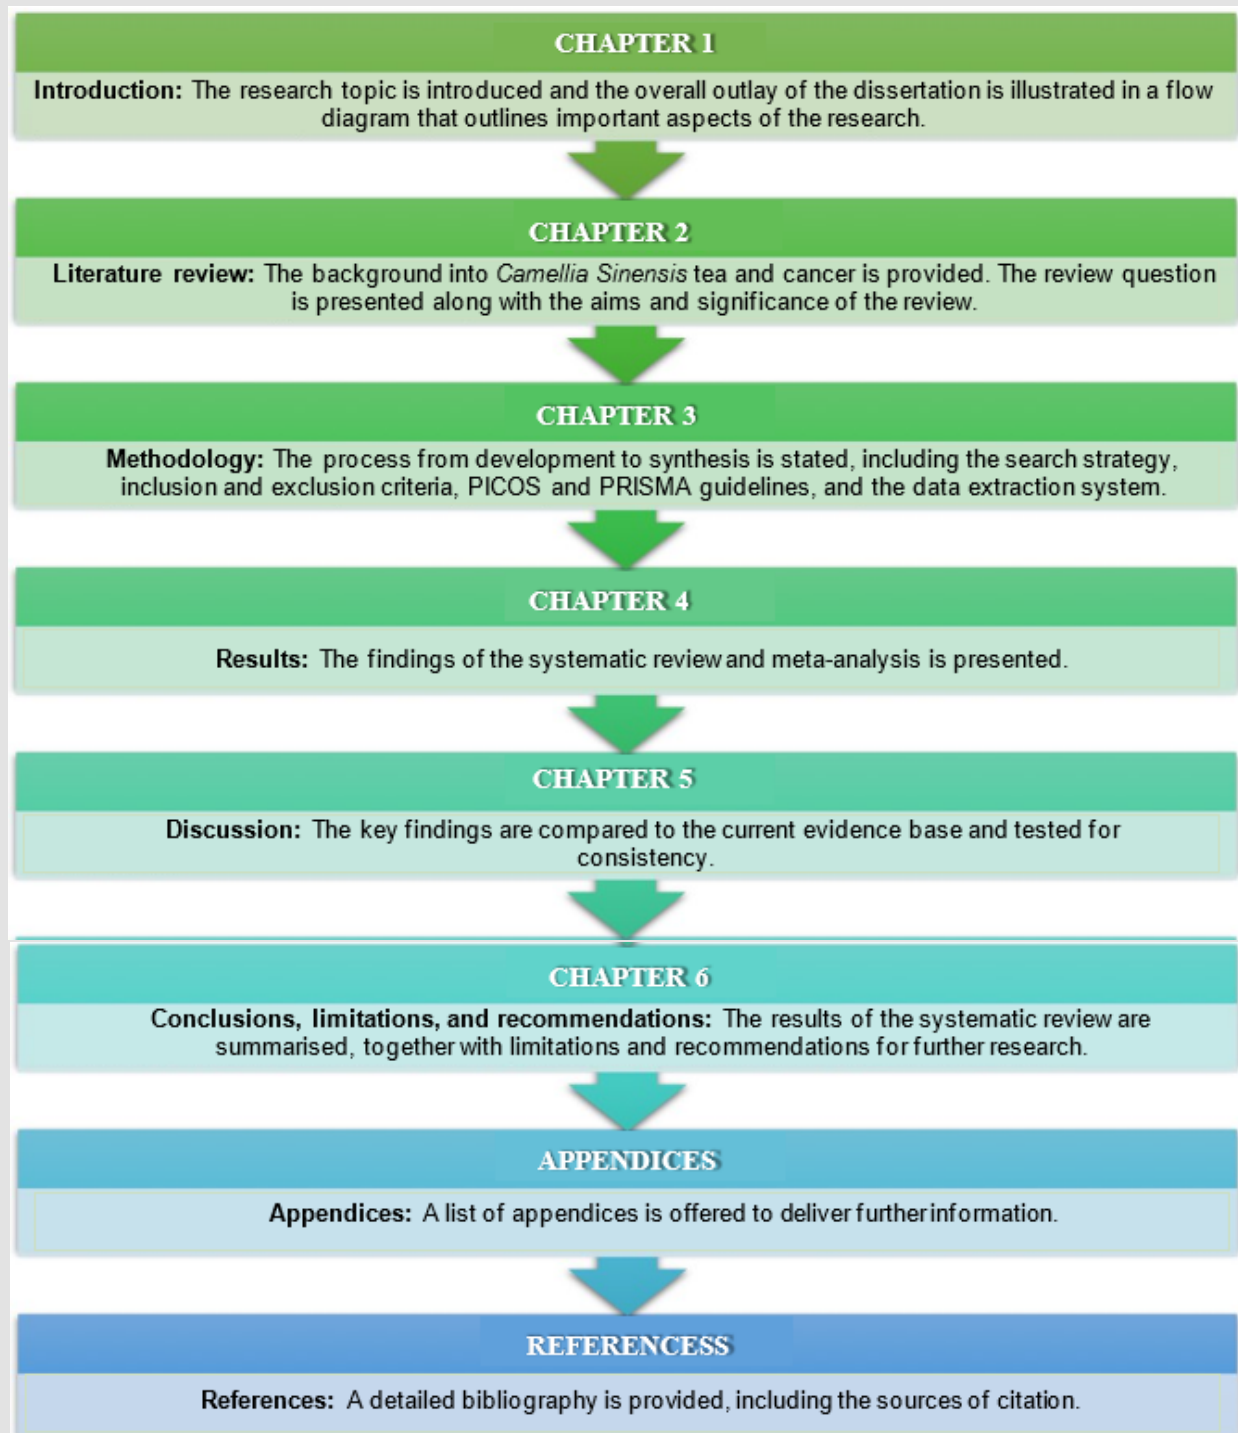 CHAPTER 1
Introduction: The research topic is introduced and the overall outlay of the dissertation is illustrated in a flow
diagram that outlines important aspects of the research.
CHAPTER 2
Literature review: The background into Camellia Sinensis tea and cancer is provided. The review question
is presented along with the aims and significance of the review.
CHAPTER 3
Methodology: The process from development to synthesis is stated, including the search strategy,
inclusion and exclusion criteria, PICOS and PRISMA guidelines, and the data extraction system.
CHAPTER 4
Results: The findings of the systematic review and meta-analysis is presented.
CHAPTER 5
Discussion: The key findings are compared to the current evidence base and tested for
consistency.
CHAPTER 6
Conclusions, limitations, and recommendations: The results of the systematic review are
summarised, together with limitations and recommendations for further research.
APPENDICES
Appendices: A list of appendices is offered to deliver further information.
REFERENCESS
References: A detailed bibliography is provided, including the sources of citation.